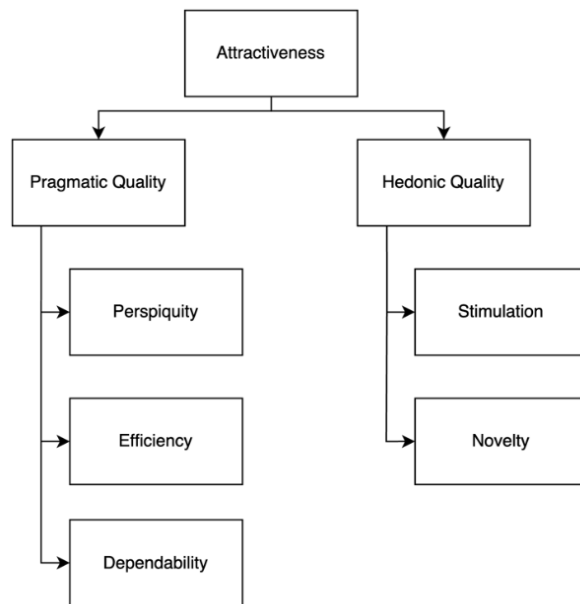 Attractiveness
Pragmatic Quality
Hedonic Quality
Perspiquity
Stimulation
Efficiency
Novelty
Dependability